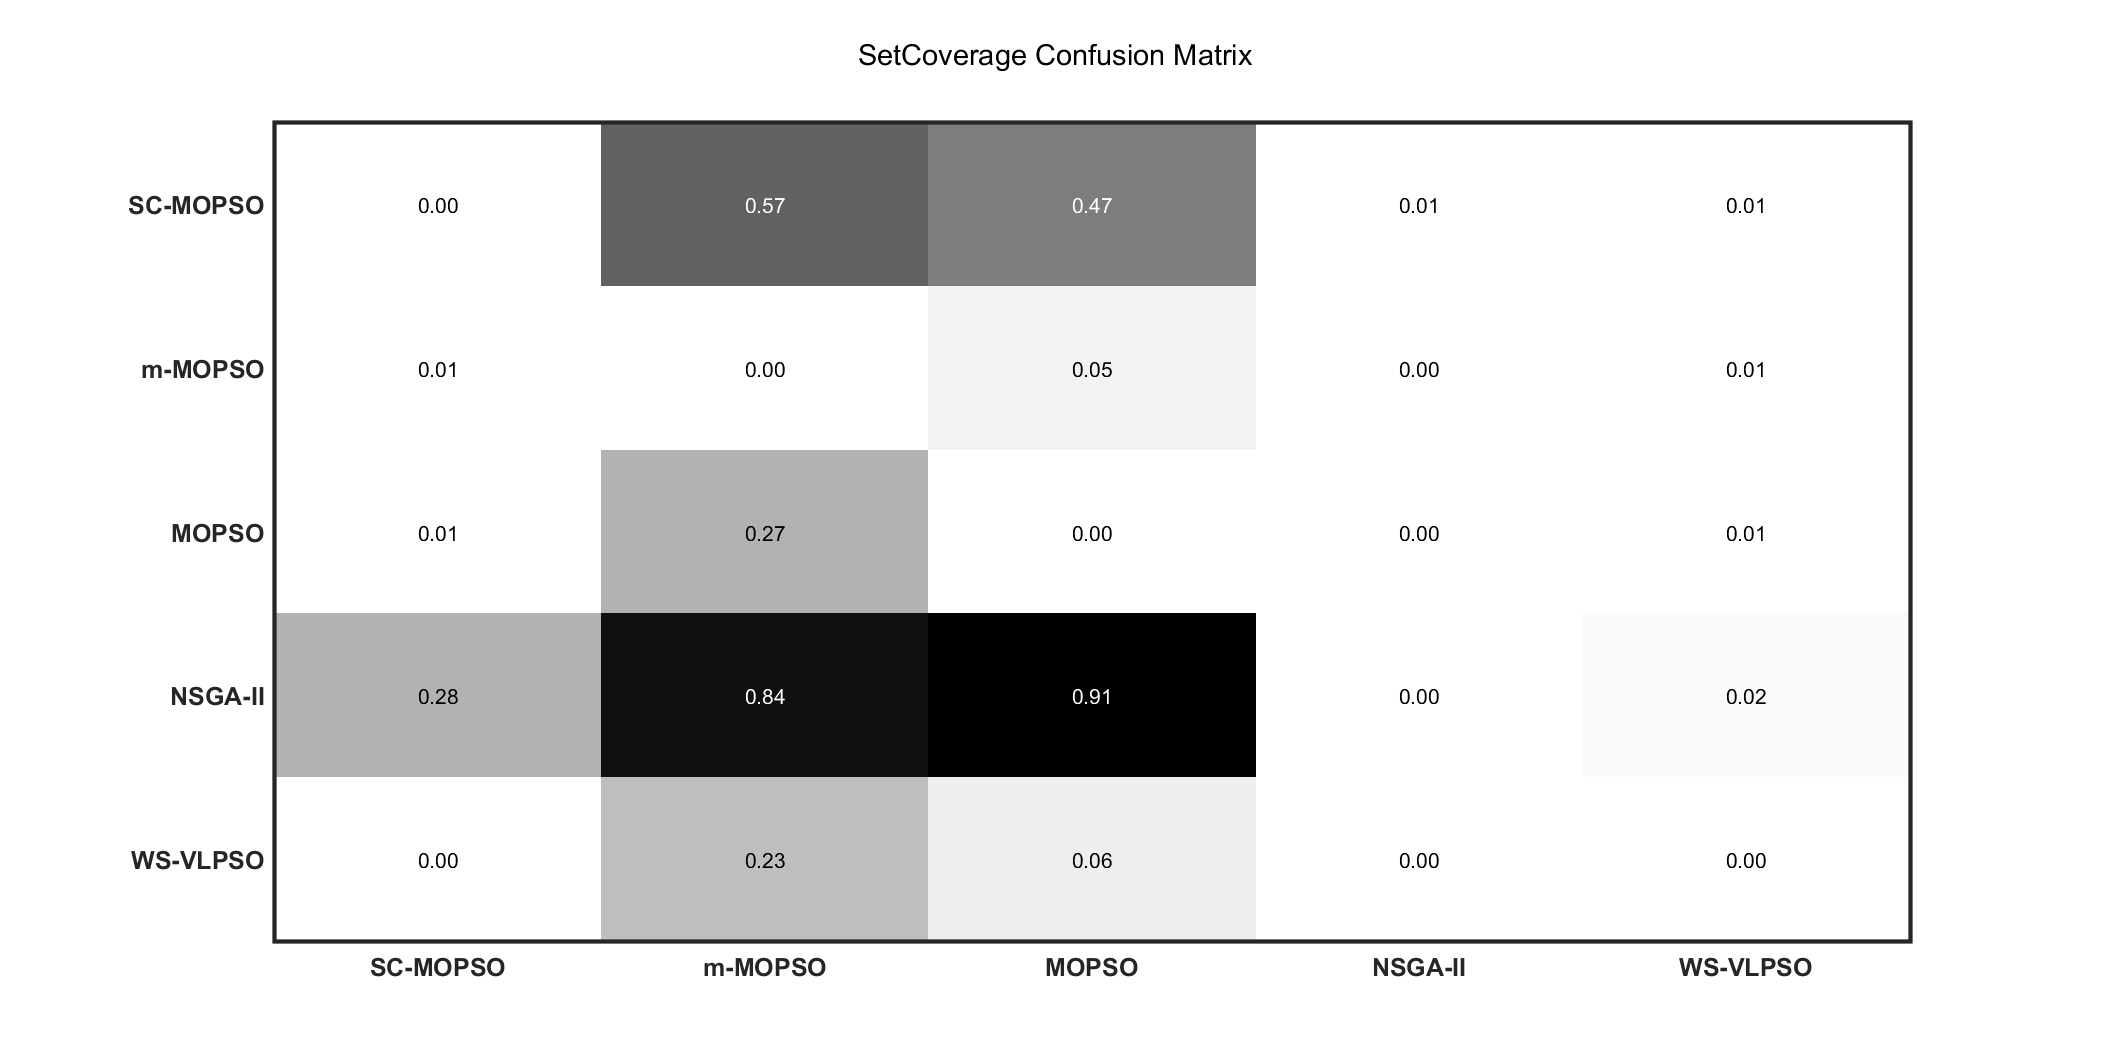 SetCoverage Confusion Matrix
SC-MOPSO 0.00 0.57 0.47 0.01 0.01
m-MOPSO 0.01 0.00 0.05 0.00 0.01
MOPSO 0.01 0.27 0.00 0.00 0.01
NSGA-II 0.28 0.84 0.91 0.00 0.02
WS-VLPSO 0.00 0.23 0.06 0.00 0.00
SC-MOPSO m-MOPSO MOPSO NSGA-II WS-VLPSO